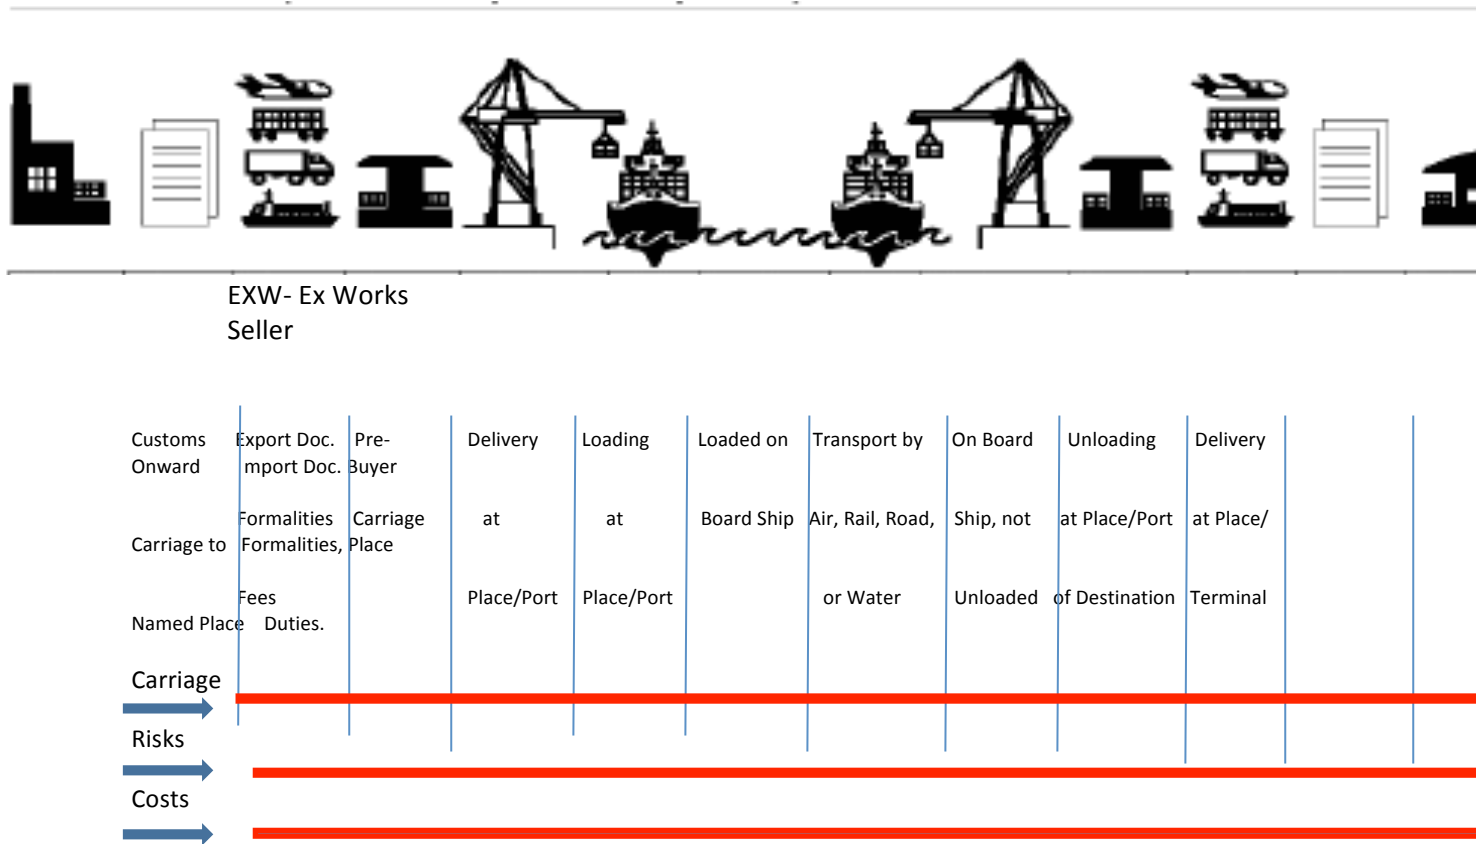 EXW- Ex Works
Seller
Customs Export Doc. Pre- Delivery Loading Loaded on Transport by On Board Unloading Delivery
Onward mport Doc. Buyer
Formalities Carriage at at Board Ship Air, Rail, Road, Ship, not at Place/Port at Place/
Carriage to Formalities, Place
Fees Place/Port Place/Port or Water Unloaded of Destination Terminal
Named Place Duties.
Carriage
Risks
Costs